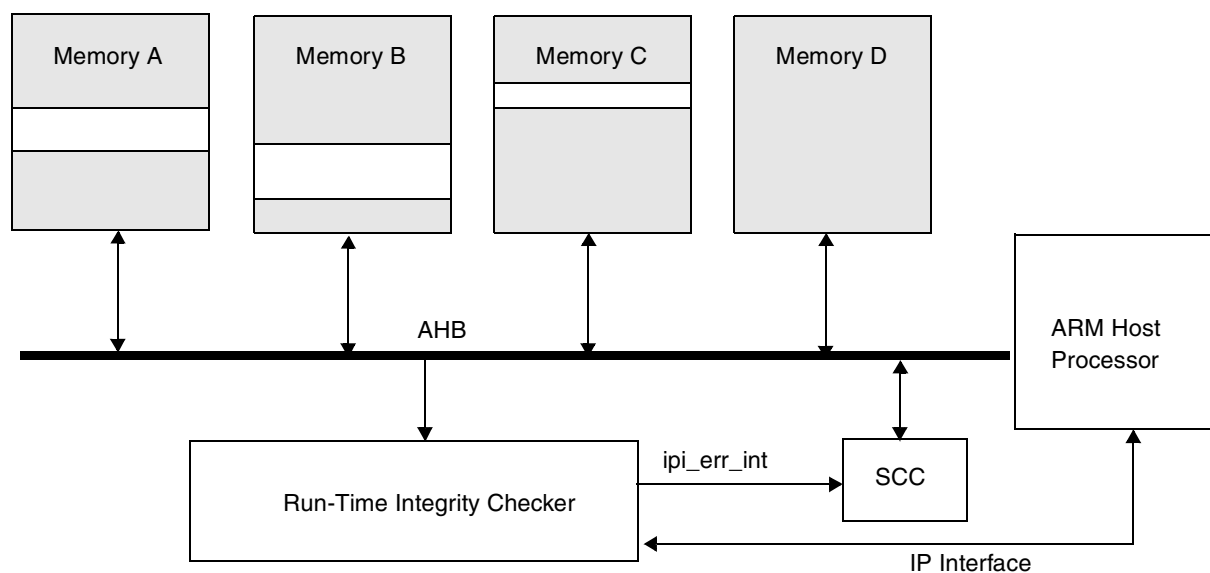 Memory A
Memory B
Memory C
Memory D
AHB
ARM Host
Processor
ipi_err_int
SCC
Run-Time Integrity Checker
IP Interface